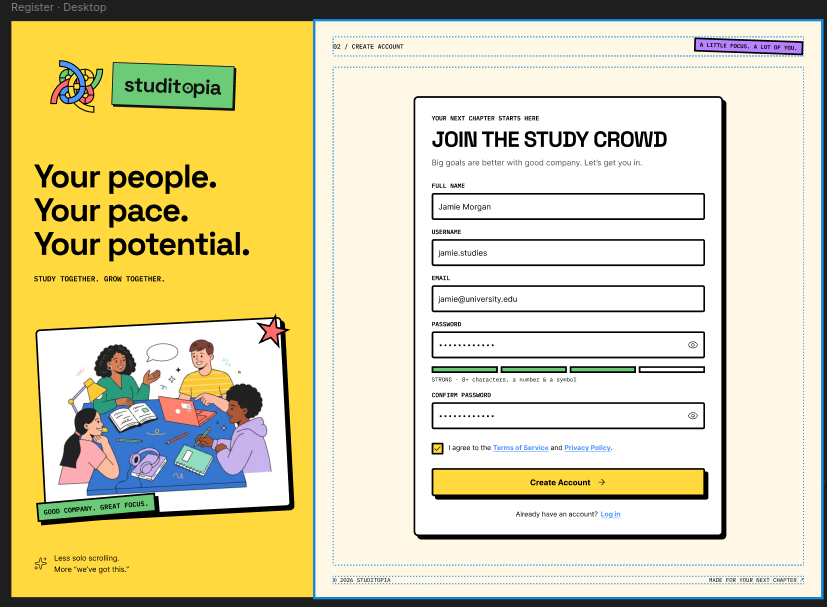 Register · Desktop
studitopia
Your people.
Your pace.
Your potential.
STUDY TOGETHER. GROW TOGETHER.
GOOD COMPANY. GREAT FOCUS.
Less solo scrolling.
More “we've got this.”
02 / CREATE ACCOUNT
A LITTLE FOCUS. A LOT OF YOU.
YOUR NEXT CHAPTER STARTS HERE
JOIN THE STUDY CROWD
Big goals are better with good company. Let's get you in.
FULL NAME
Jamie Morgan
USERNAME
jamie.studies
EMAIL
jamie@university.edu
PASSWORD
••••••••••••
STRONG · 8+ characters, a number & a symbol
CONFIRM PASSWORD
••••••••••••
I agree to the Terms of Service and Privacy Policy.
Create Account →
Already have an account? Log in
© 2026 STUDITOPIA
MADE FOR YOUR NEXT CHAPTER ↗